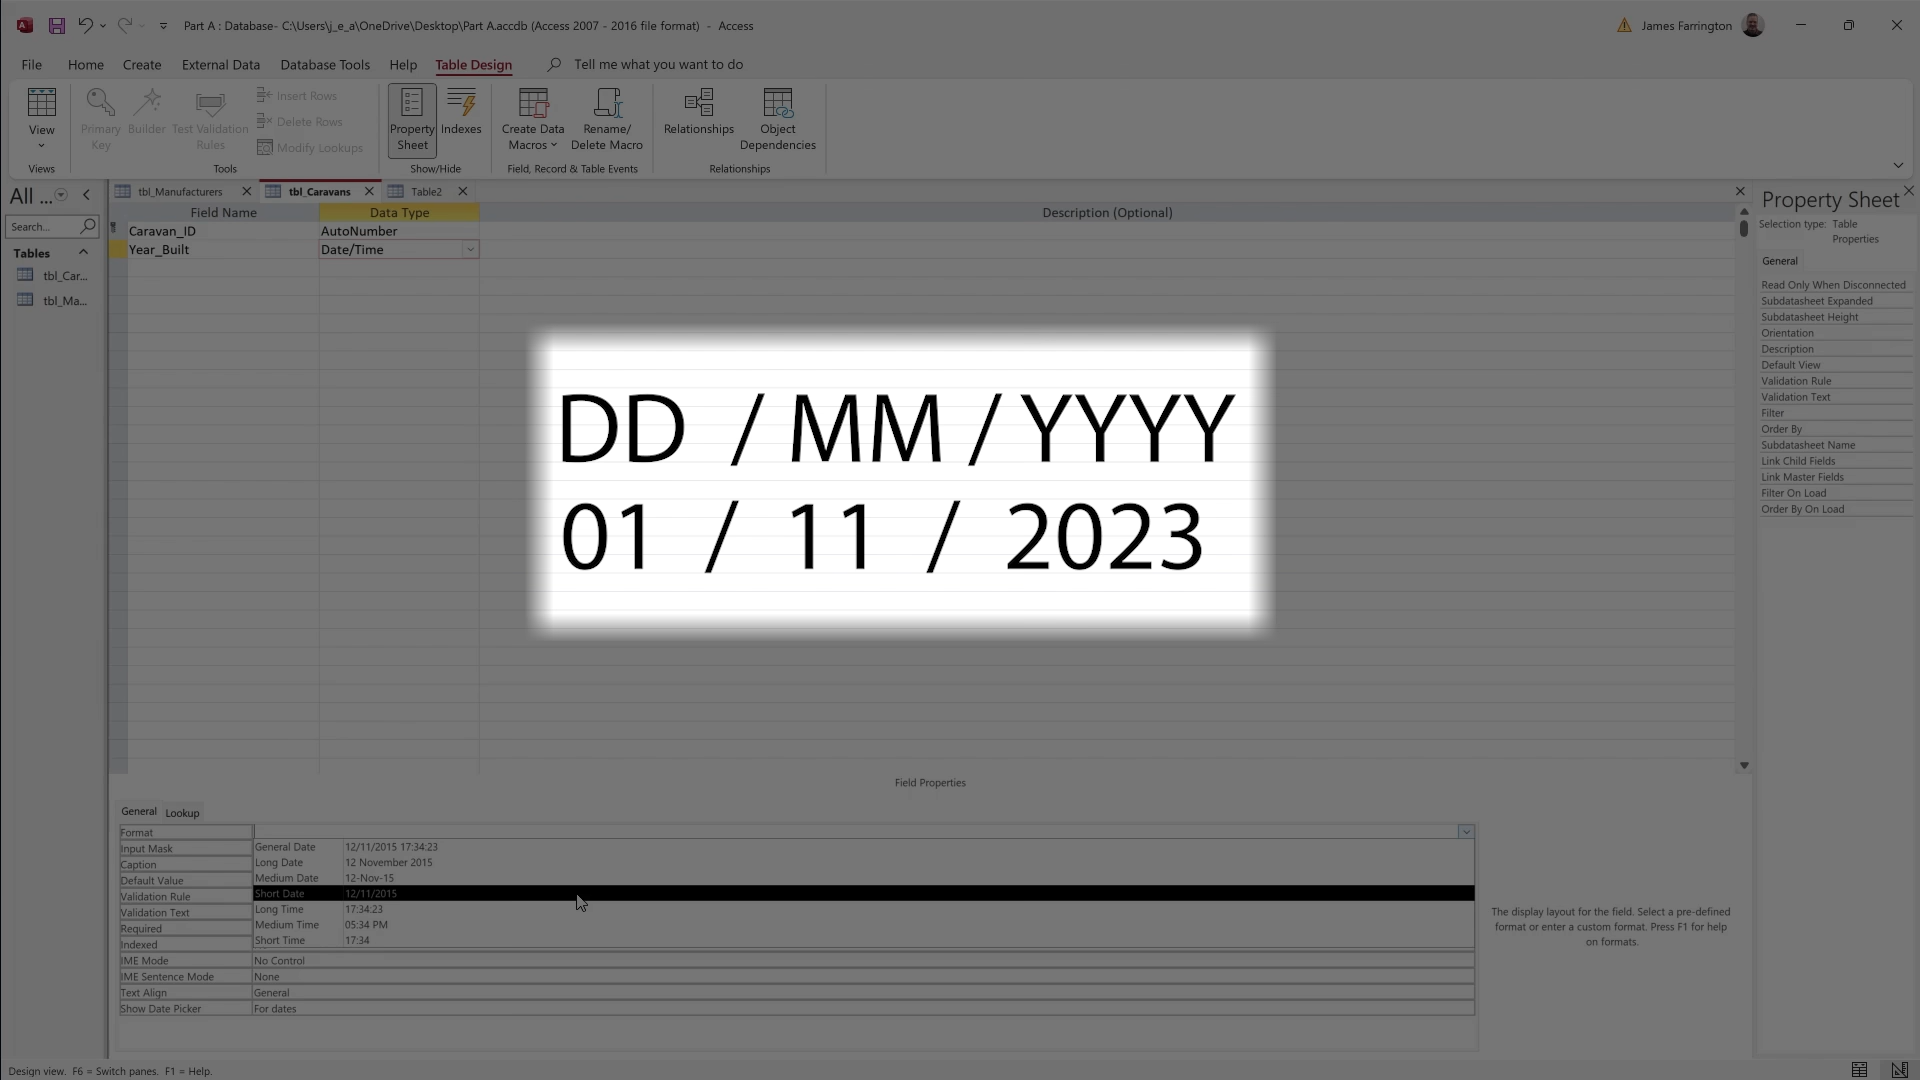 Part A : Database- C:\Users\j_e_a\OneDrive\Desktop\Part A.accdb (Access 2007 - 2016 file format) - Access
James Farrington
File Home Create External Data Database Tools Help Table Design Tell me what you want to do
View
Primary Key
Builder
Test Validation Rules
Insert Rows
Delete Rows
Modify Lookups
Property Sheet
Indexes
Create Data Macros
Rename/ Delete Macro
Relationships
Object Dependencies
Views Tools Show/Hide Field, Record & Table Events Relationships
All ...
Search...
Tables
tbl_Car...
tbl_Ma...
tbl_Manufacturers tbl_Caravans Table2
Field Name Data Type Description (Optional)
Caravan_ID AutoNumber
Year_Built Date/Time
DD / MM / YYYY
01 / 11 / 2023
Field Properties
General Lookup
Format
Input Mask
Caption
Default Value
Validation Rule
Validation Text
Required
Indexed
IME Mode No Control
IME Sentence Mode None
Text Align General
Show Date Picker For dates
General Date 12/11/2015 17:34:23
Long Date 12 November 2015
Medium Date 12-Nov-15
Short Date 12/11/2015
Long Time 17:34:23
Medium Time 05:34 PM
Short Time 17:34
The display layout for the field. Select a pre-defined
format or enter a custom format. Press F1 for help
on formats.
Property Sheet
Selection type: Table
Properties
General
Read Only When Disconnected
Subdatasheet Expanded
Subdatasheet Height
Orientation
Description
Default View
Validation Rule
Validation Text
Filter
Order By
Subdatasheet Name
Link Child Fields
Link Master Fields
Filter On Load
Order By On Load
Design view. F6 = Switch panes. F1 = Help.